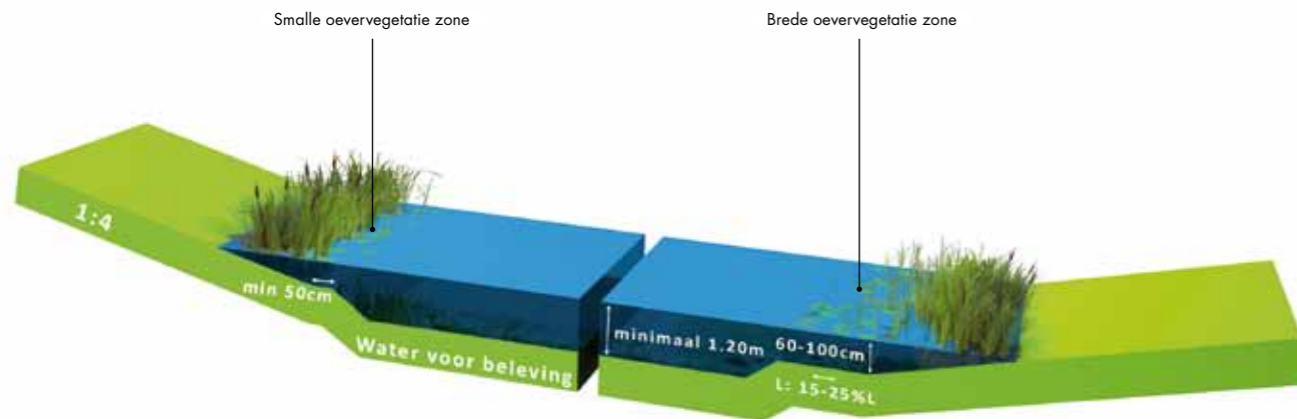 Smalle oevervegetatie zone
Brede oevervegetatie zone
1:4
min 50cm
Water voor beleving
minimaal 1.20m
60-100cm
L: 15-25%L